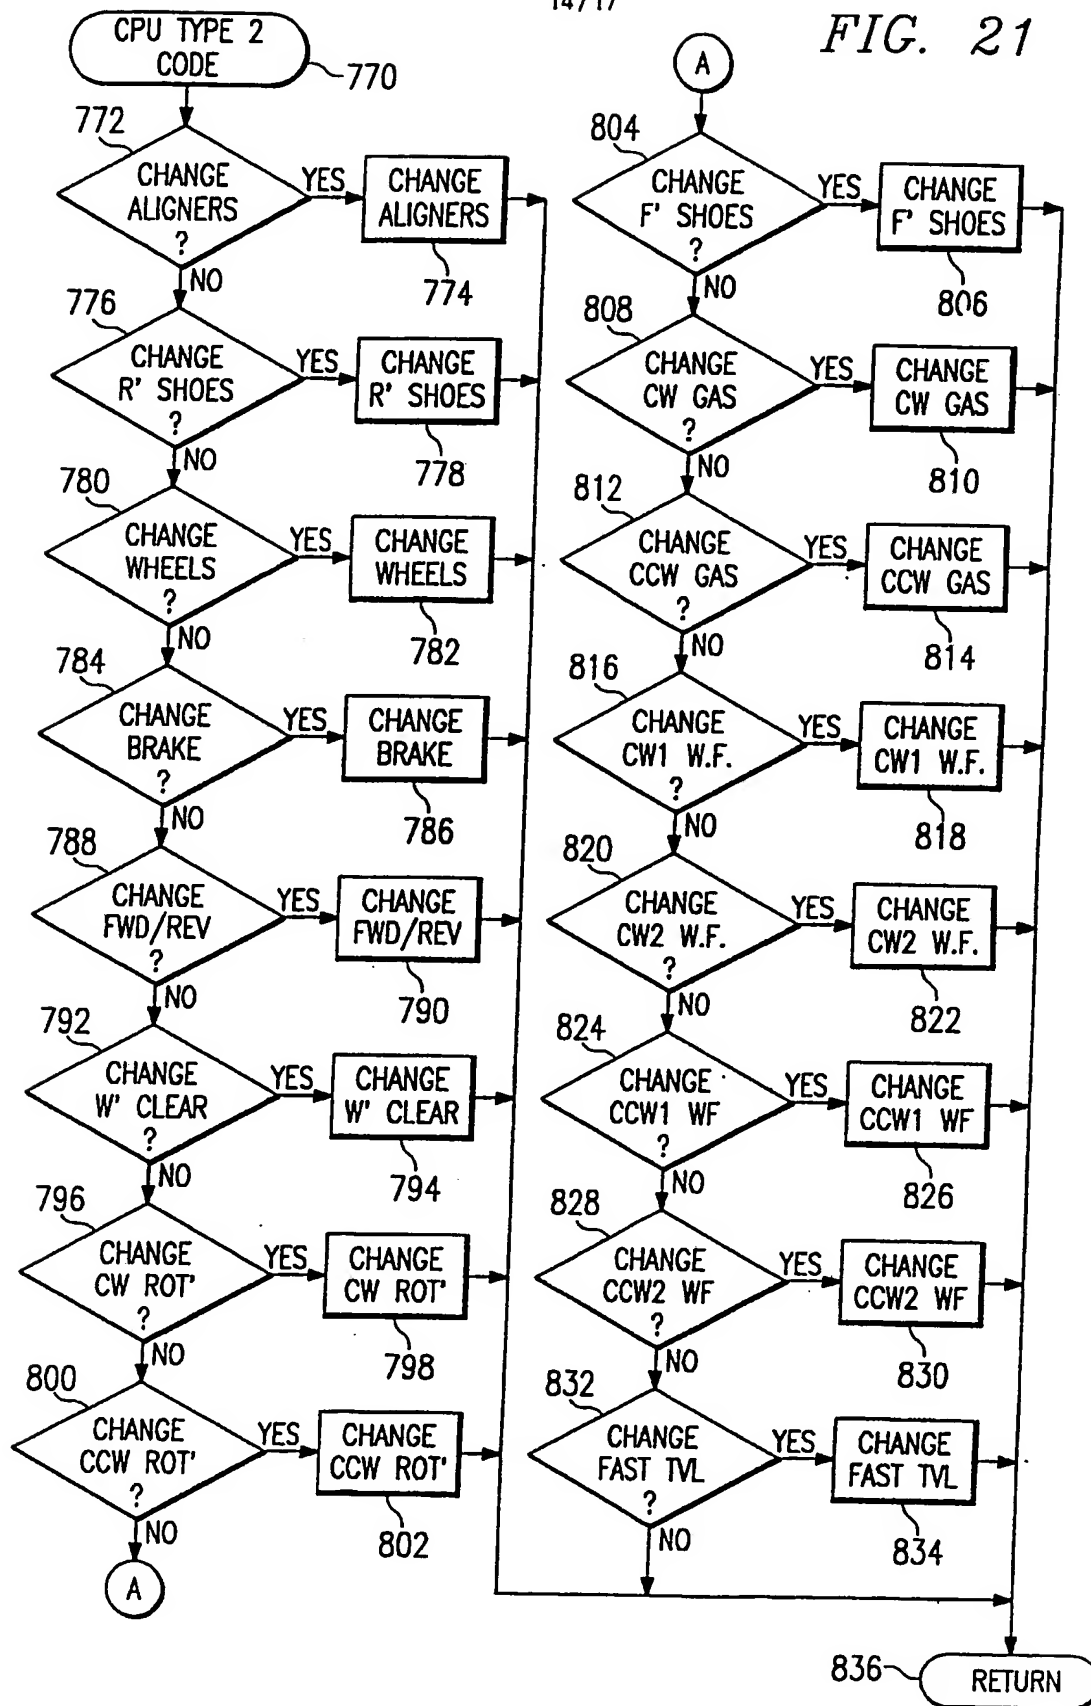 14/17
FIG. 21
CPU TYPE 2
CODE
770
772
CHANGE
ALIGNERS
?
YES
CHANGE
ALIGNERS
774
NO
776
CHANGE
R' SHOES
?
YES
CHANGE
R' SHOES
778
NO
780
CHANGE
WHEELS
?
YES
CHANGE
WHEELS
782
NO
784
CHANGE
BRAKE
?
YES
CHANGE
BRAKE
786
NO
788
CHANGE
FWD/REV
?
YES
CHANGE
FWD/REV
790
NO
792
CHANGE
W' CLEAR
?
YES
CHANGE
W' CLEAR
794
NO
796
CHANGE
CW ROT'
?
YES
CHANGE
CW ROT'
798
NO
800
CHANGE
CCW ROT'
?
YES
CHANGE
CCW ROT'
802
NO
A
A
804
CHANGE
F' SHOES
?
YES
CHANGE
F' SHOES
806
NO
808
CHANGE
CW GAS
?
YES
CHANGE
CW GAS
810
NO
812
CHANGE
CCW GAS
?
YES
CHANGE
CCW GAS
814
NO
816
CHANGE
CW1 W.F.
?
YES
CHANGE
CW1 W.F.
818
NO
820
CHANGE
CW2 W.F.
?
YES
CHANGE
CW2 W.F.
822
NO
824
CHANGE
CCW1 WF
?
YES
CHANGE
CCW1 WF
826
NO
828
CHANGE
CCW2 WF
?
YES
CHANGE
CCW2 WF
830
NO
832
CHANGE
FAST TVL
?
YES
CHANGE
FAST TVL
834
NO
836
RETURN